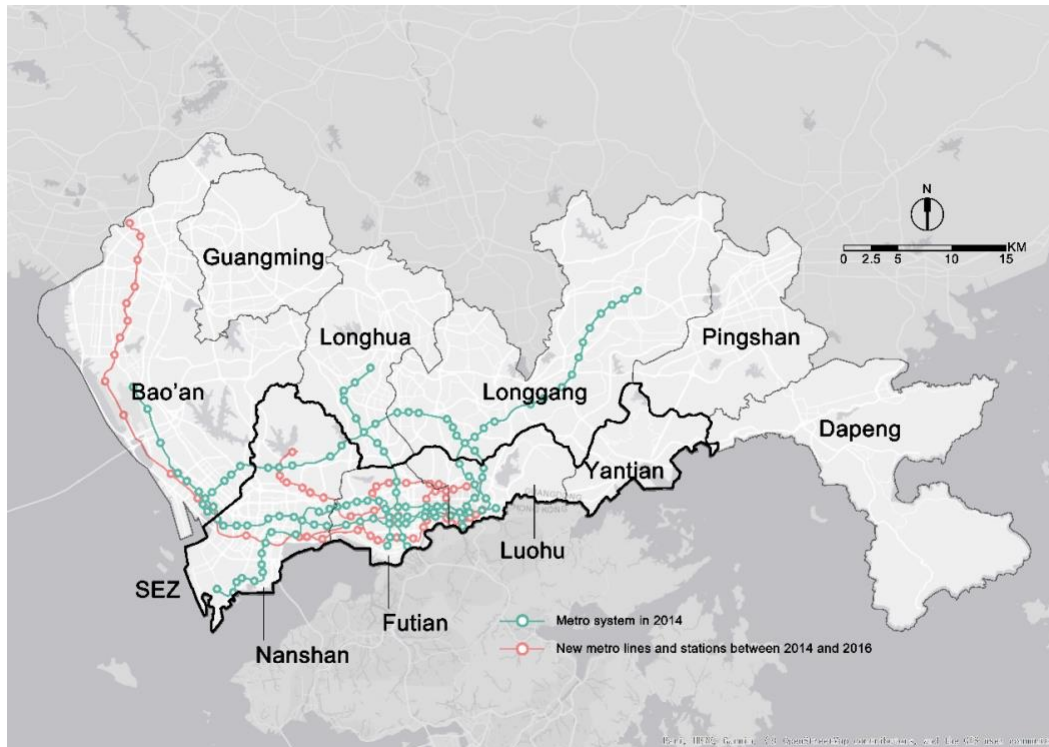 N
KM
0 2.5 5 10 15
Guangming
Longhua
Pingshan
Bao'an
Longgang
Dapeng
Yantian
Luohu
SEZ
Futian
Nanshan
Metro system in 2014
New metro lines and stations between 2014 and 2016